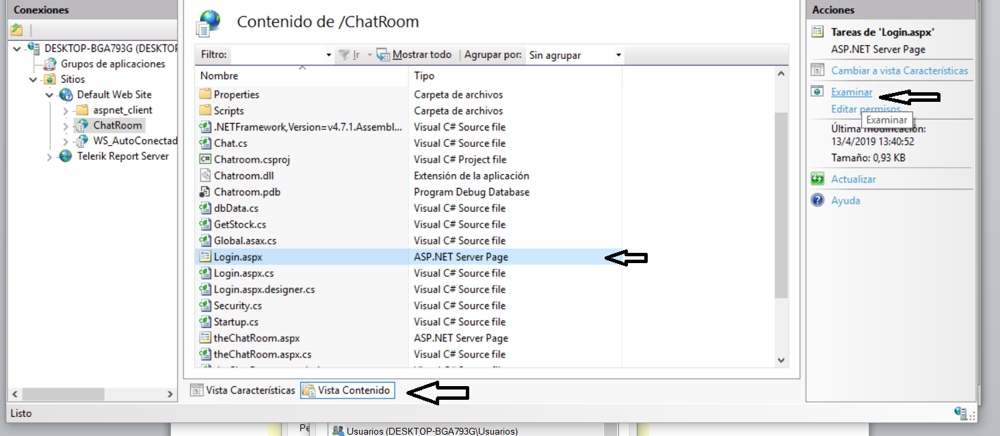 Conexiones
DESKTOP-BGA793G (DESKTOP
Grupos de aplicaciones
Sitios
Default Web Site
aspnet_client
ChatRoom
WS_AutoConectad
Telerik Report Server
Contenido de /ChatRoom
Filtro: Ir Mostrar todo Agrupar por: Sin agrupar
Nombre Tipo
Properties Carpeta de archivos
Scripts Carpeta de archivos
.NETFramework,Version=v4.7.1.Assembl... Visual C# Source file
Chat.cs Visual C# Source file
Chatroom.csproj Visual C# Project file
Chatroom.dll Extensión de la aplicación
Chatroom.pdb Program Debug Database
dbData.cs Visual C# Source file
GetStock.cs Visual C# Source file
Global.asax.cs Visual C# Source file
Login.aspx ASP.NET Server Page
Login.aspx.cs Visual C# Source file
Login.aspx.designer.cs Visual C# Source file
Security.cs Visual C# Source file
Startup.cs Visual C# Source file
theChatRoom.aspx ASP.NET Server Page
theChatRoom.aspx.cs Visual C# Source file
Vista Características Vista Contenido
Acciones
Tareas de 'Login.aspx'
ASP.NET Server Page
Cambiar a vista Características
Examinar
Editar permisos...
Examinar
Última modificación:
13/4/2019 13:40:52
Tamaño: 0,93 KB
Actualizar
Ayuda
Listo
Pe
Usuarios (DESKTOP-BGA793G\Usuarios)